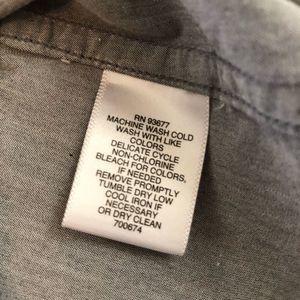 RN 93677
MACHINE WASH COLD
WASH WITH LIKE
COLORS
DELICATE CYCLE
NON-CHLORINE
BLEACH FOR COLORS,
IF NEEDED
REMOVE PROMPTLY
TUMBLE DRY LOW
COOL IRON IF
NECESSARY
OR DRY CLEAN
700674